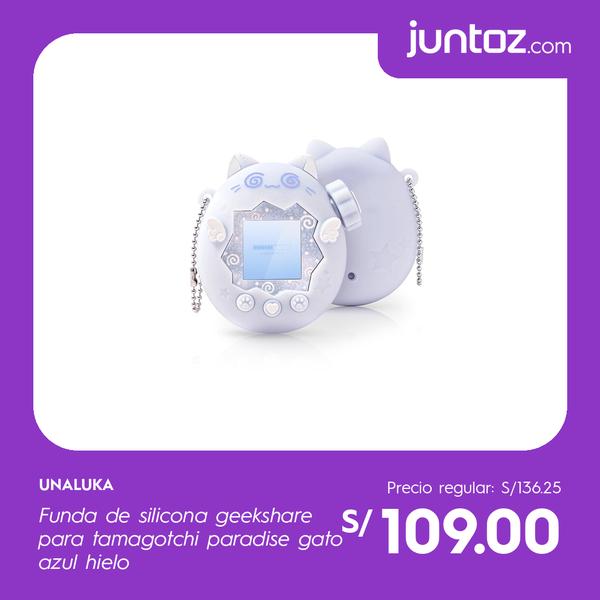 juntoz.com
UNALUKA
Funda de silicona geekshare
para tamagotchi paradise gato
azul hielo
Precio regular: S/136.25
S/109.00